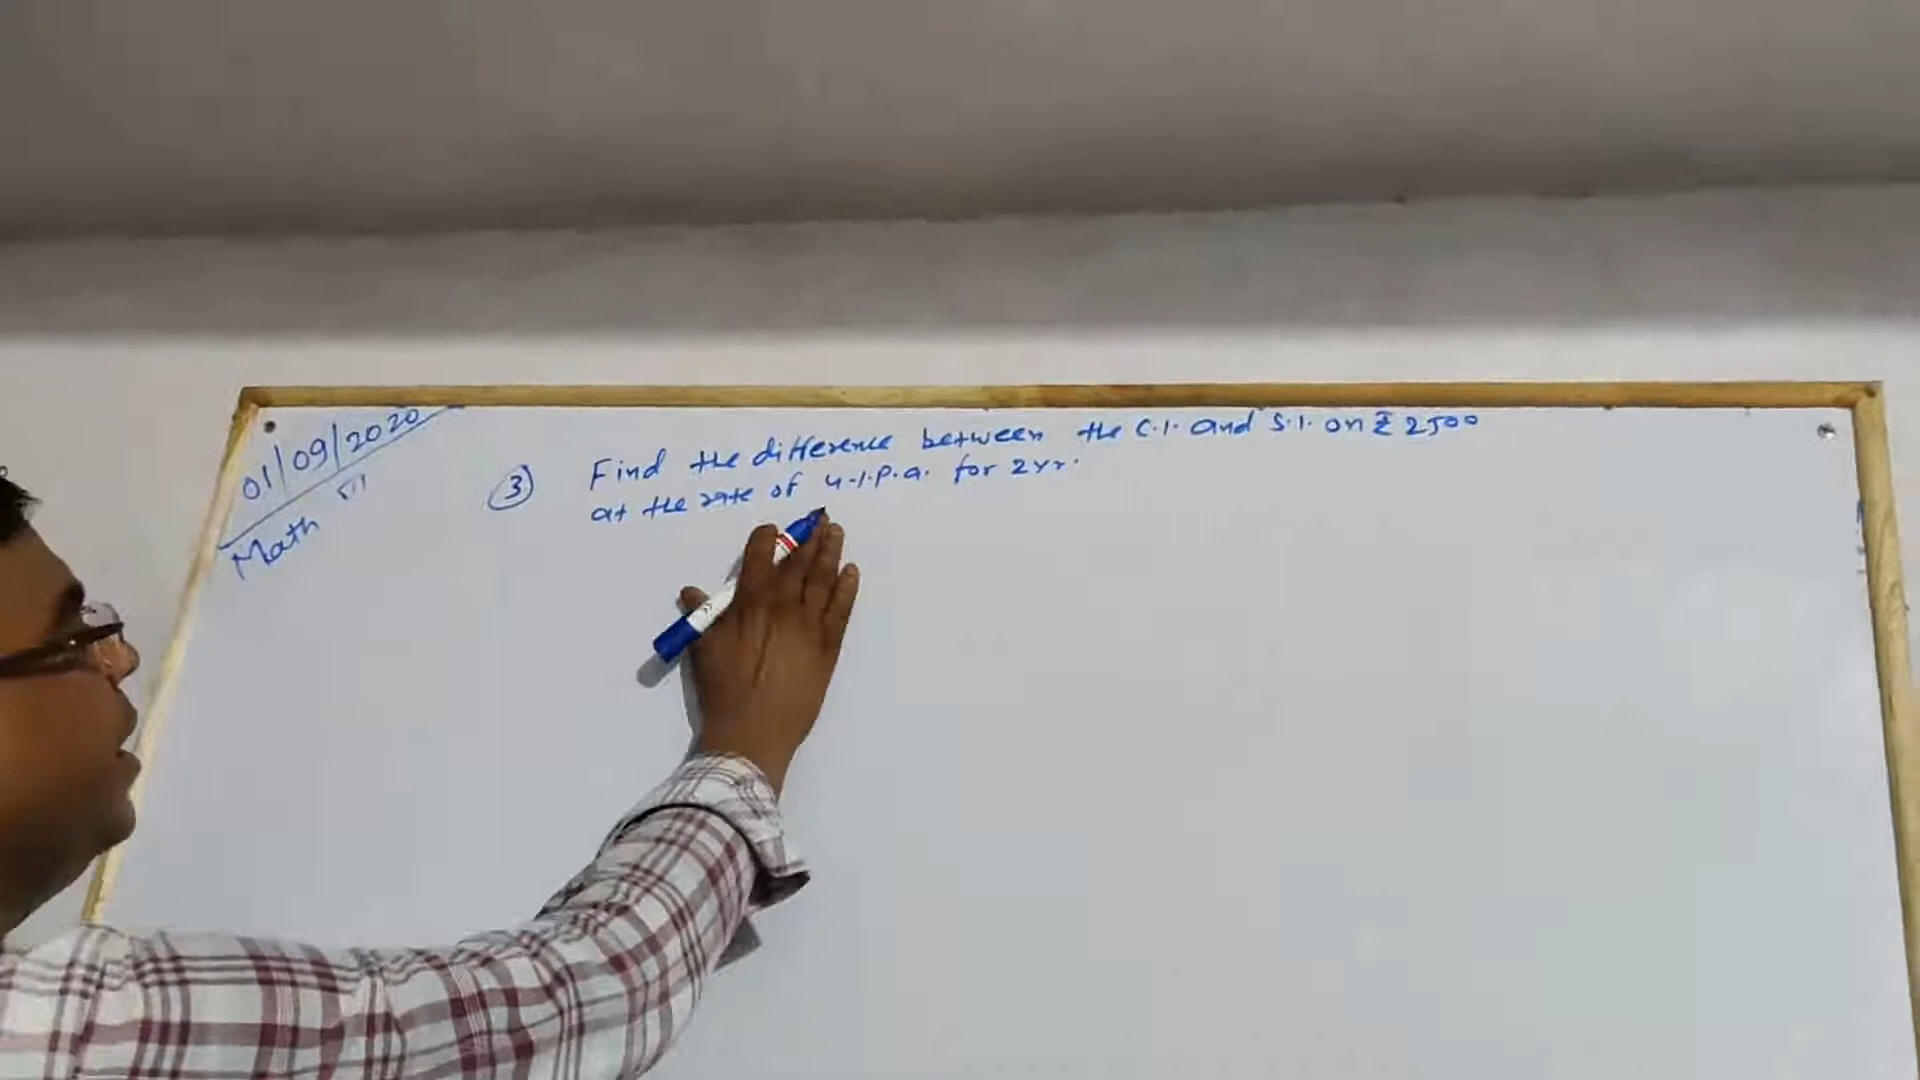 01/09/2020
Math VII
③ Find the difference between the C.I. and S.I. on ₹ 2500
at the rate of 4.1.P.a. for 2yr.